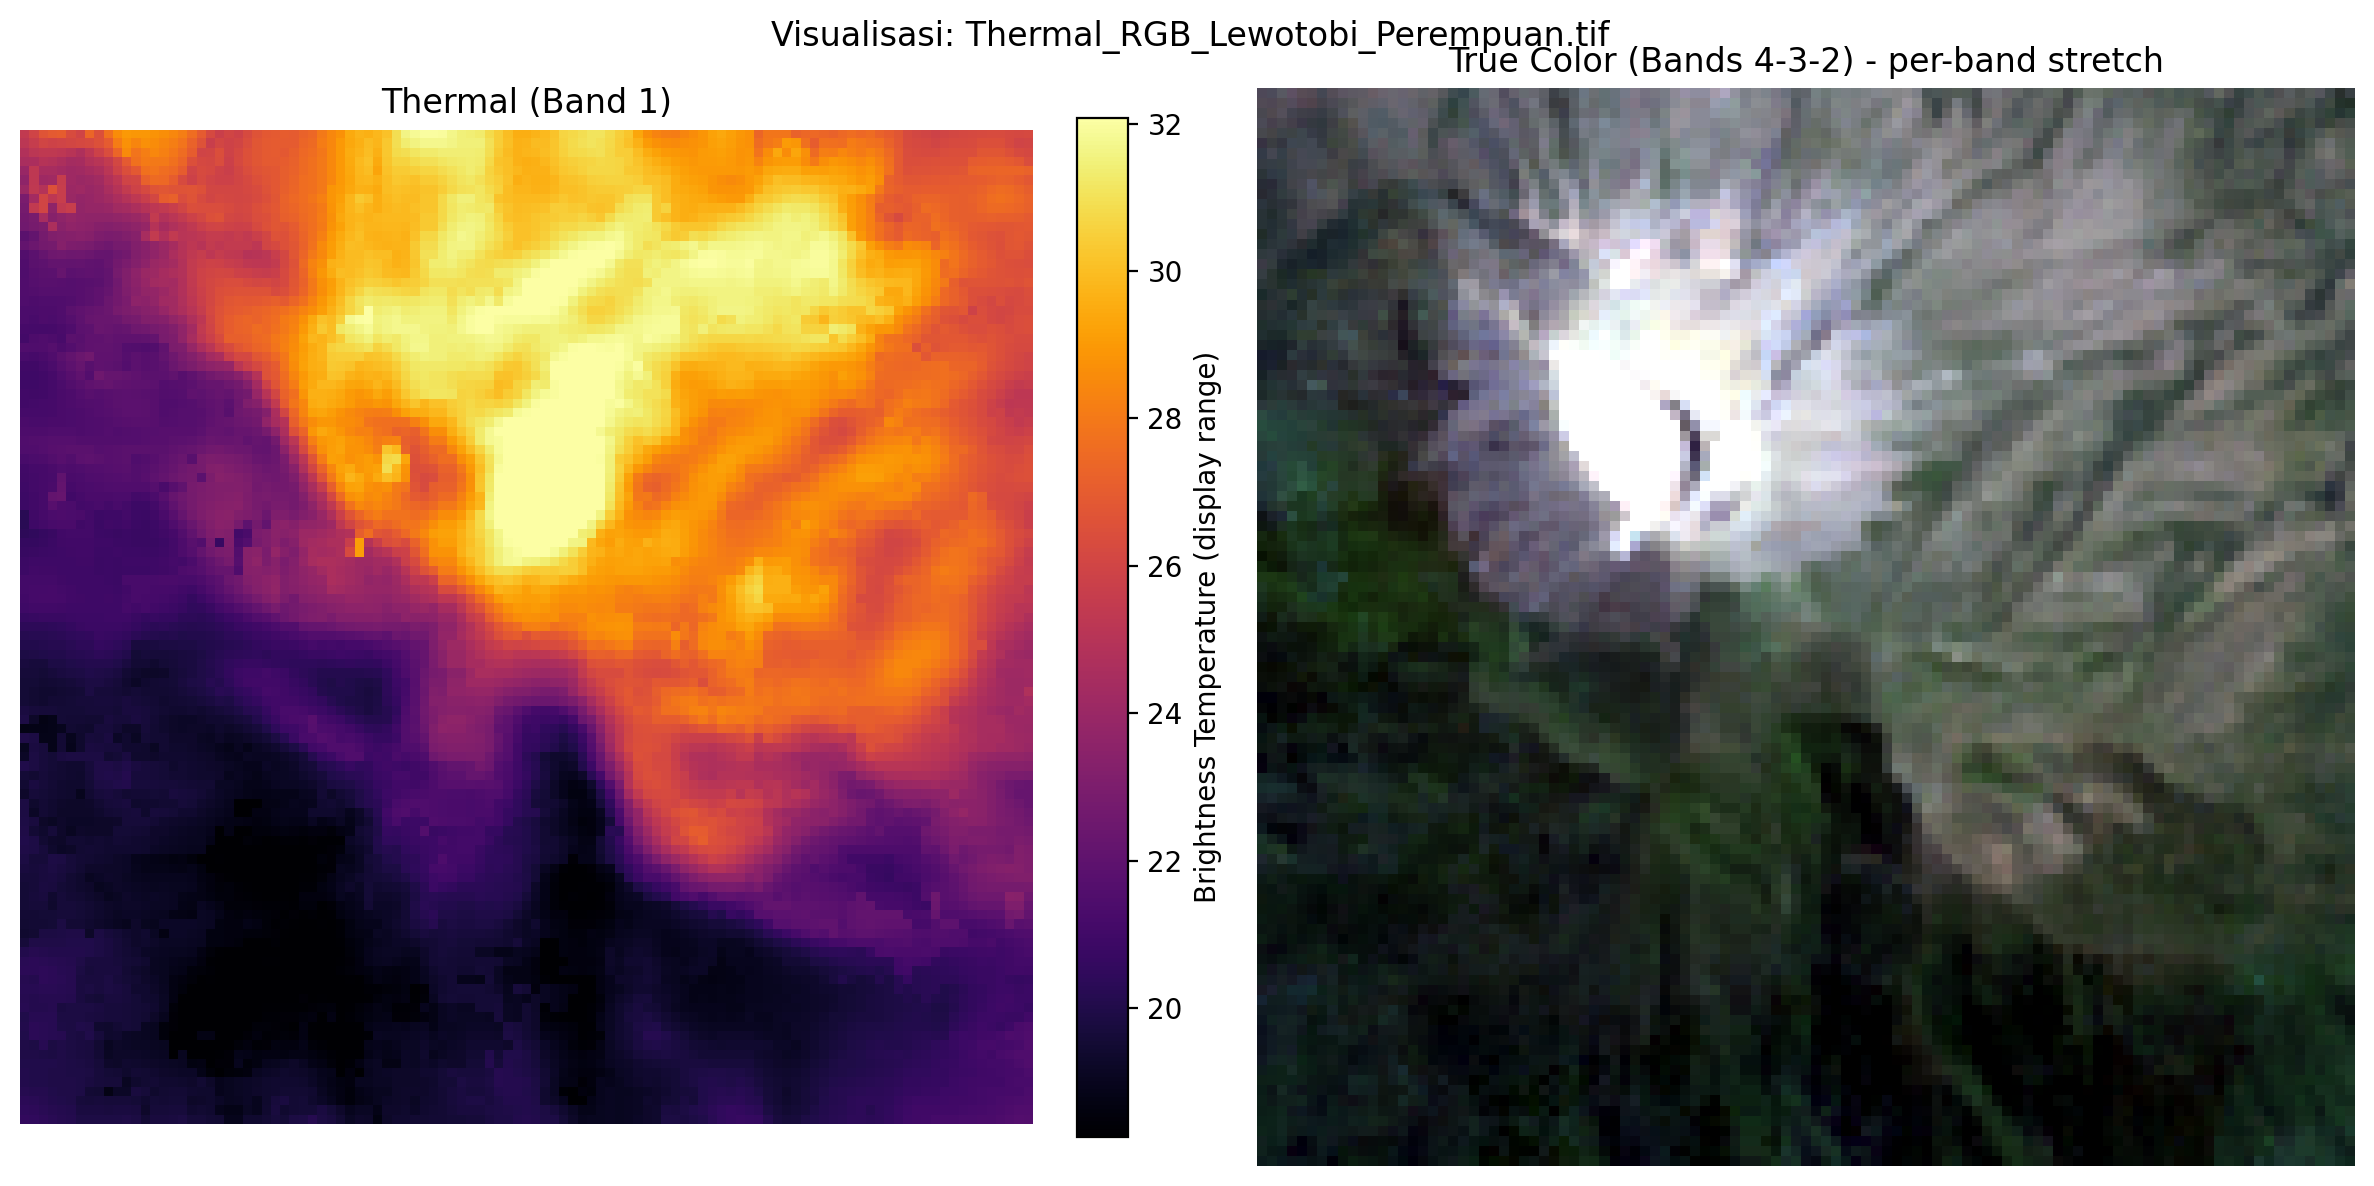 Visualisasi: Thermal_RGB_Lewotobi_Perempuan.tif
Thermal (Band 1)
True Color (Bands 4-3-2) - per-band stretch
32
30
28
26
24
22
20
Brightness Temperature (display range)